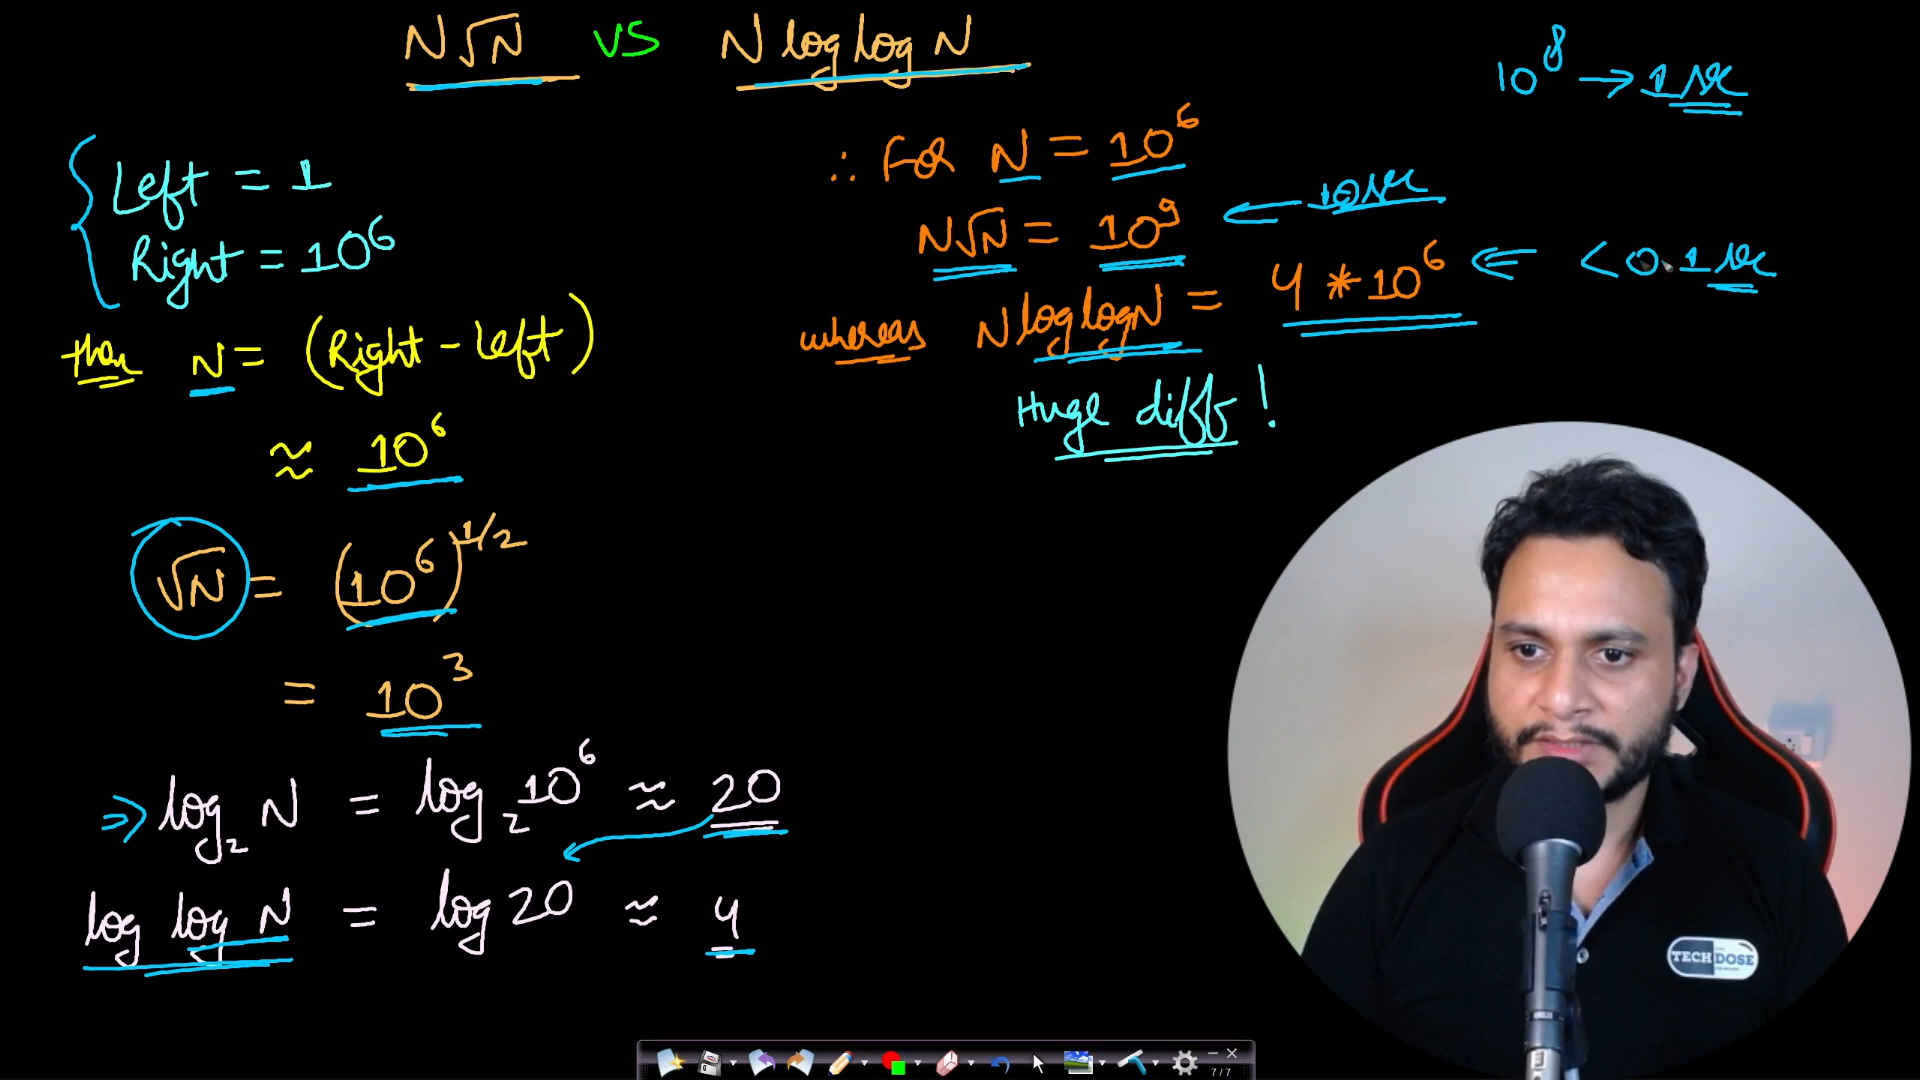 N√N vs N log log N
10^8 → 1 sec
Left = 1
Right = 10^6
then N = (Right - Left)
≈ 10^6
√N = (10^6)^1/2
= 10^3
⇒ log₂ N = log₂ 10^6 ≈ 20
log log N = log 20 ≈ 4
∴ For N = 10^6
N√N = 10^9 ← 10 sec
whereas N log log N = 4 * 10^6 ⇐ < 0.1 sec
Huge diff !
TECH DOSE
7/7